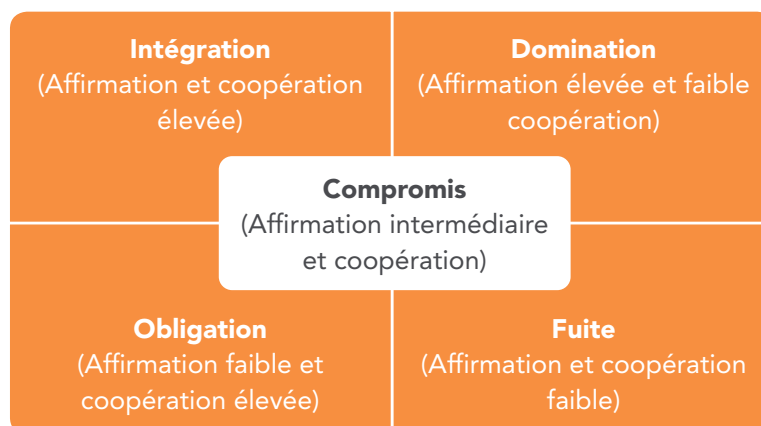 Intégration
(Affirmation et coopération
élevée)
Domination
(Affirmation élevée et faible
coopération)
Compromis
(Affirmation intermédiaire
et coopération)
Obligation
(Affirmation faible et
coopération élevée)
Fuite
(Affirmation et coopération
faible)